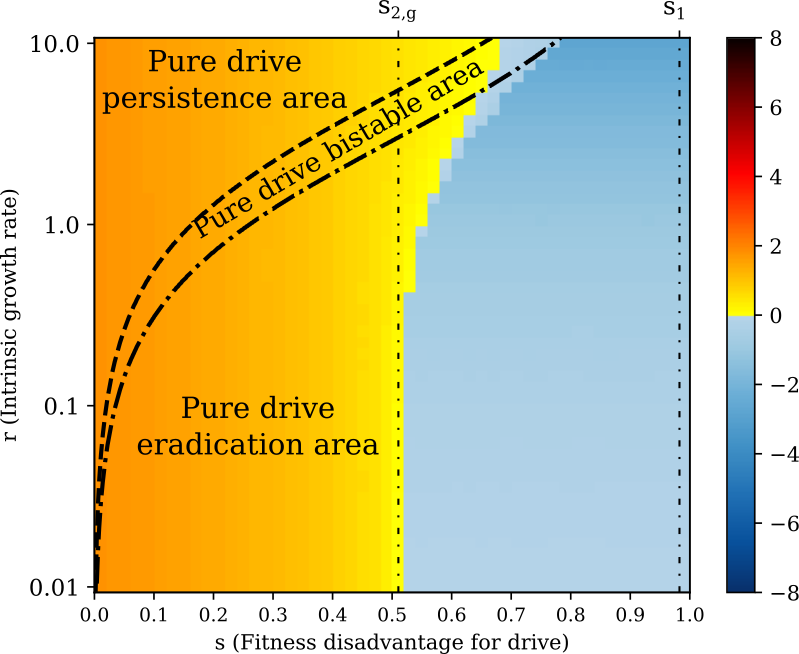 s2,g
s1
10.0
1.0
0.1
0.01
r (Intrinsic growth rate)
Pure drive
persistence area
Pure drive bistable area
Pure drive
eradication area
0.0 0.1 0.2 0.3 0.4 0.5 0.6 0.7 0.8 1.0
s (Fitness disadvantage for drive)
8
6
4
2
0
−2
−4
−6
−8